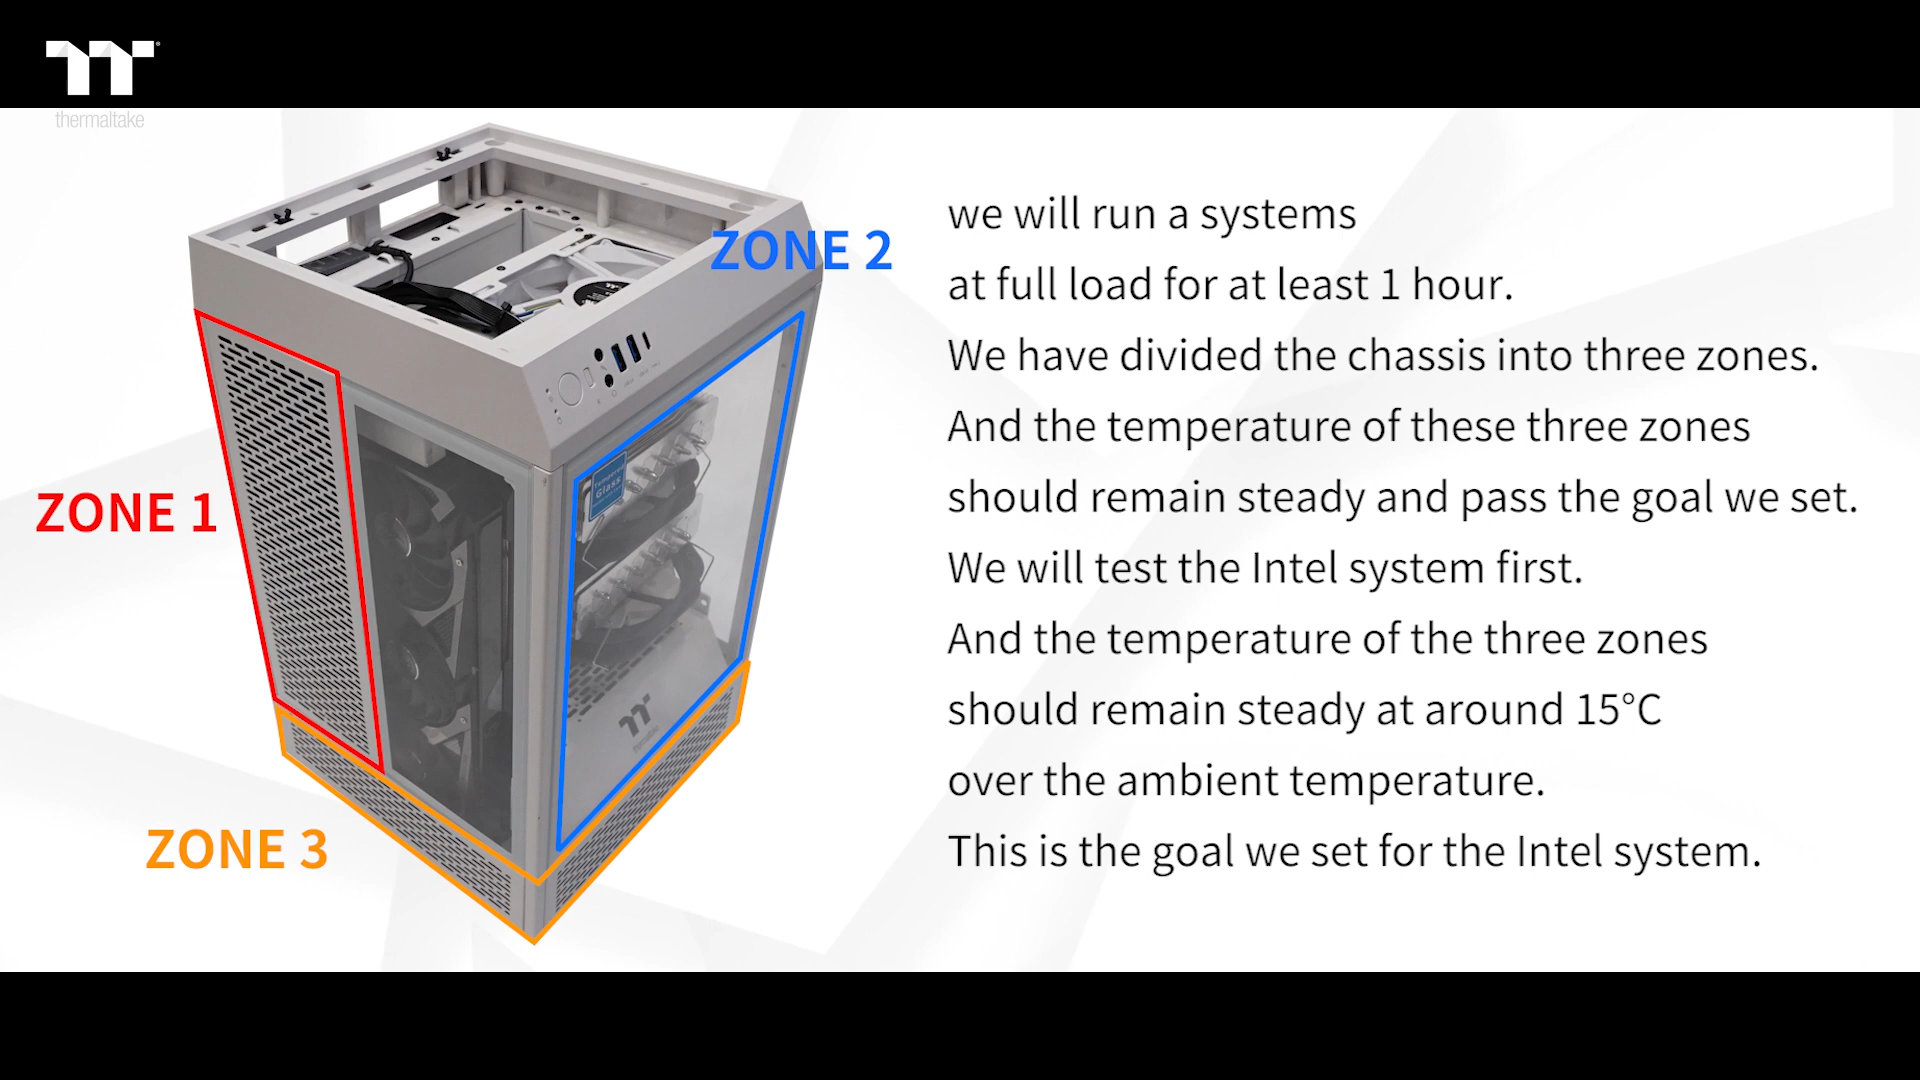 thermaltake
ZONE 1
ZONE 2
ZONE 3
Tempered
Glass
we will run a systems
at full load for at least 1 hour.
We have divided the chassis into three zones.
And the temperature of these three zones
should remain steady and pass the goal we set.
We will test the Intel system first.
And the temperature of the three zones
should remain steady at around 15°C
over the ambient temperature.
This is the goal we set for the Intel system.